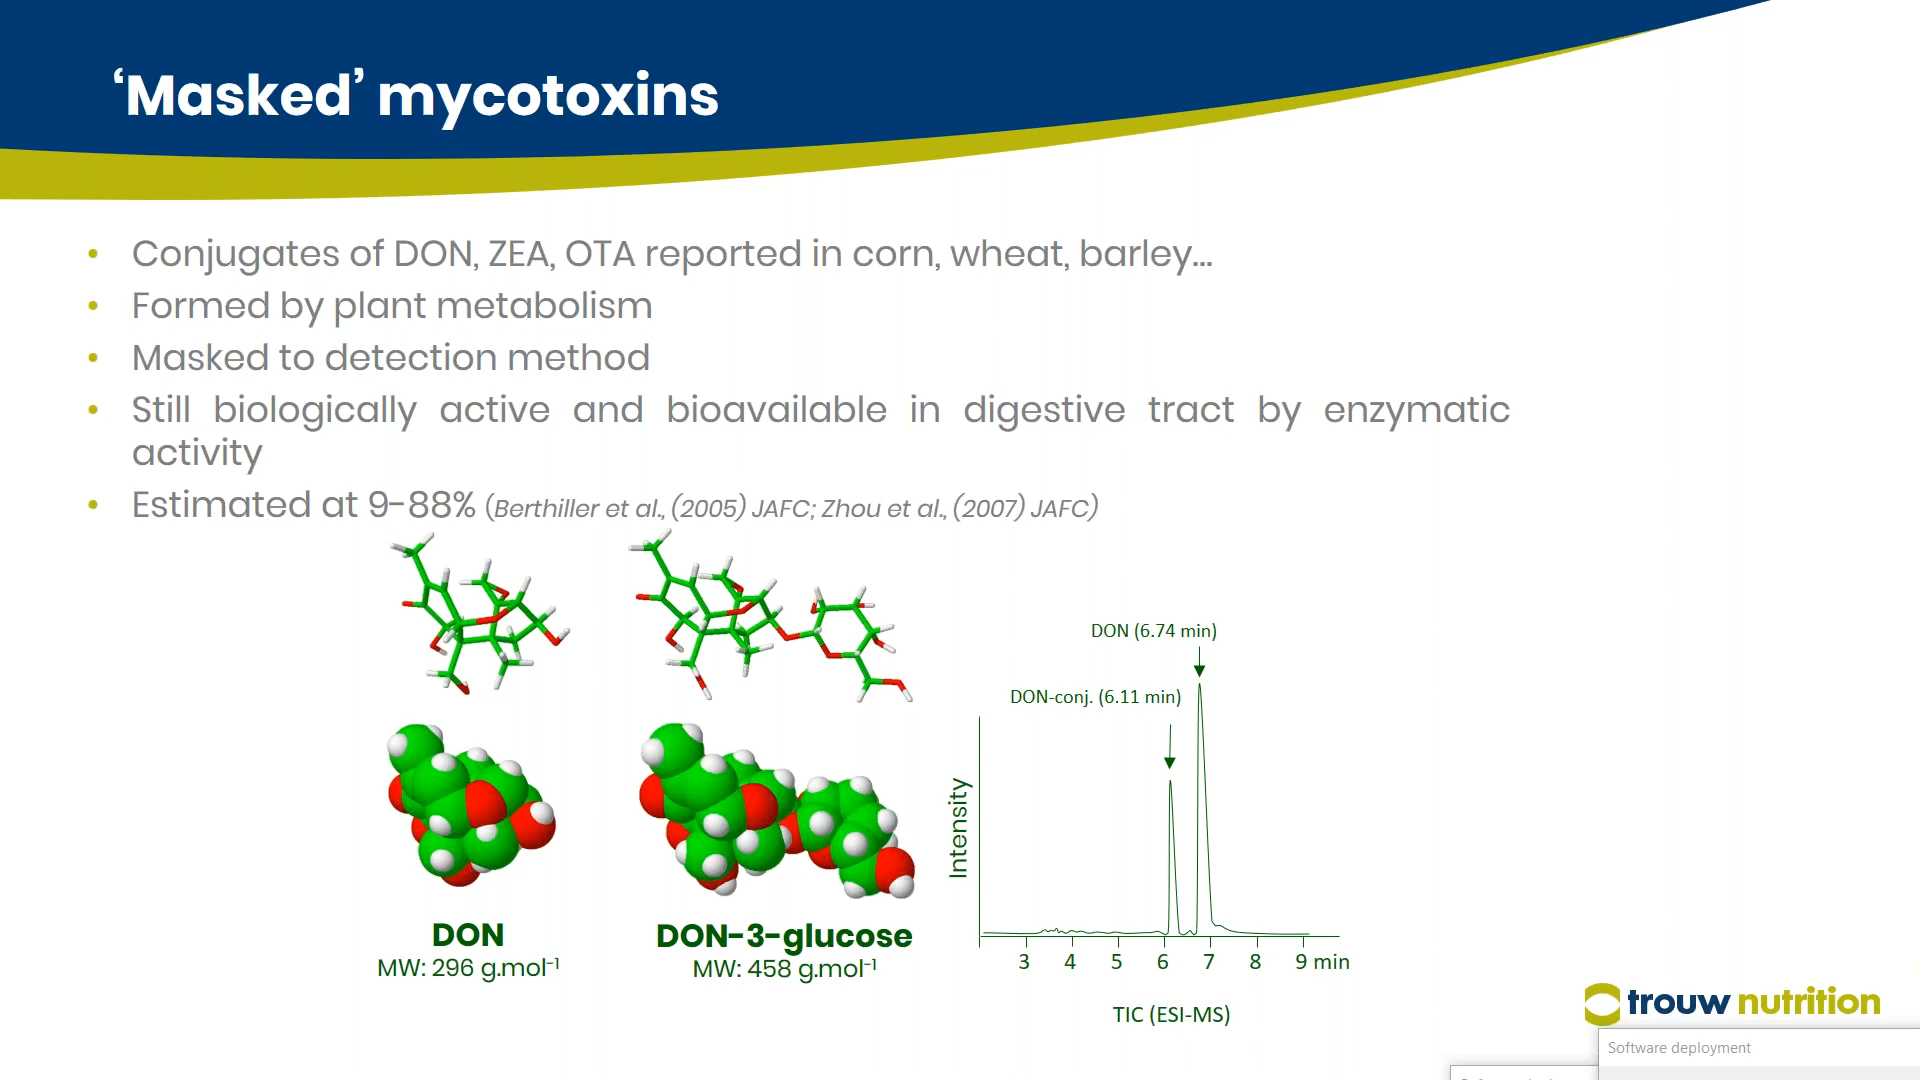 ‘Masked’ mycotoxins
• Conjugates of DON, ZEA, OTA reported in corn, wheat, barley...
• Formed by plant metabolism
• Masked to detection method
• Still biologically active and bioavailable in digestive tract by enzymatic
activity
• Estimated at 9-88% (Berthiller et al., (2005) JAFC; Zhou et al., (2007) JAFC)
DON
MW: 296 g.mol⁻¹
DON-3-glucose
MW: 458 g.mol⁻¹
DON (6.74 min)
DON-conj. (6.11 min)
Intensity
3 4 5 6 7 8 9 min
TIC (ESI-MS)
trouw nutrition
Software deployment